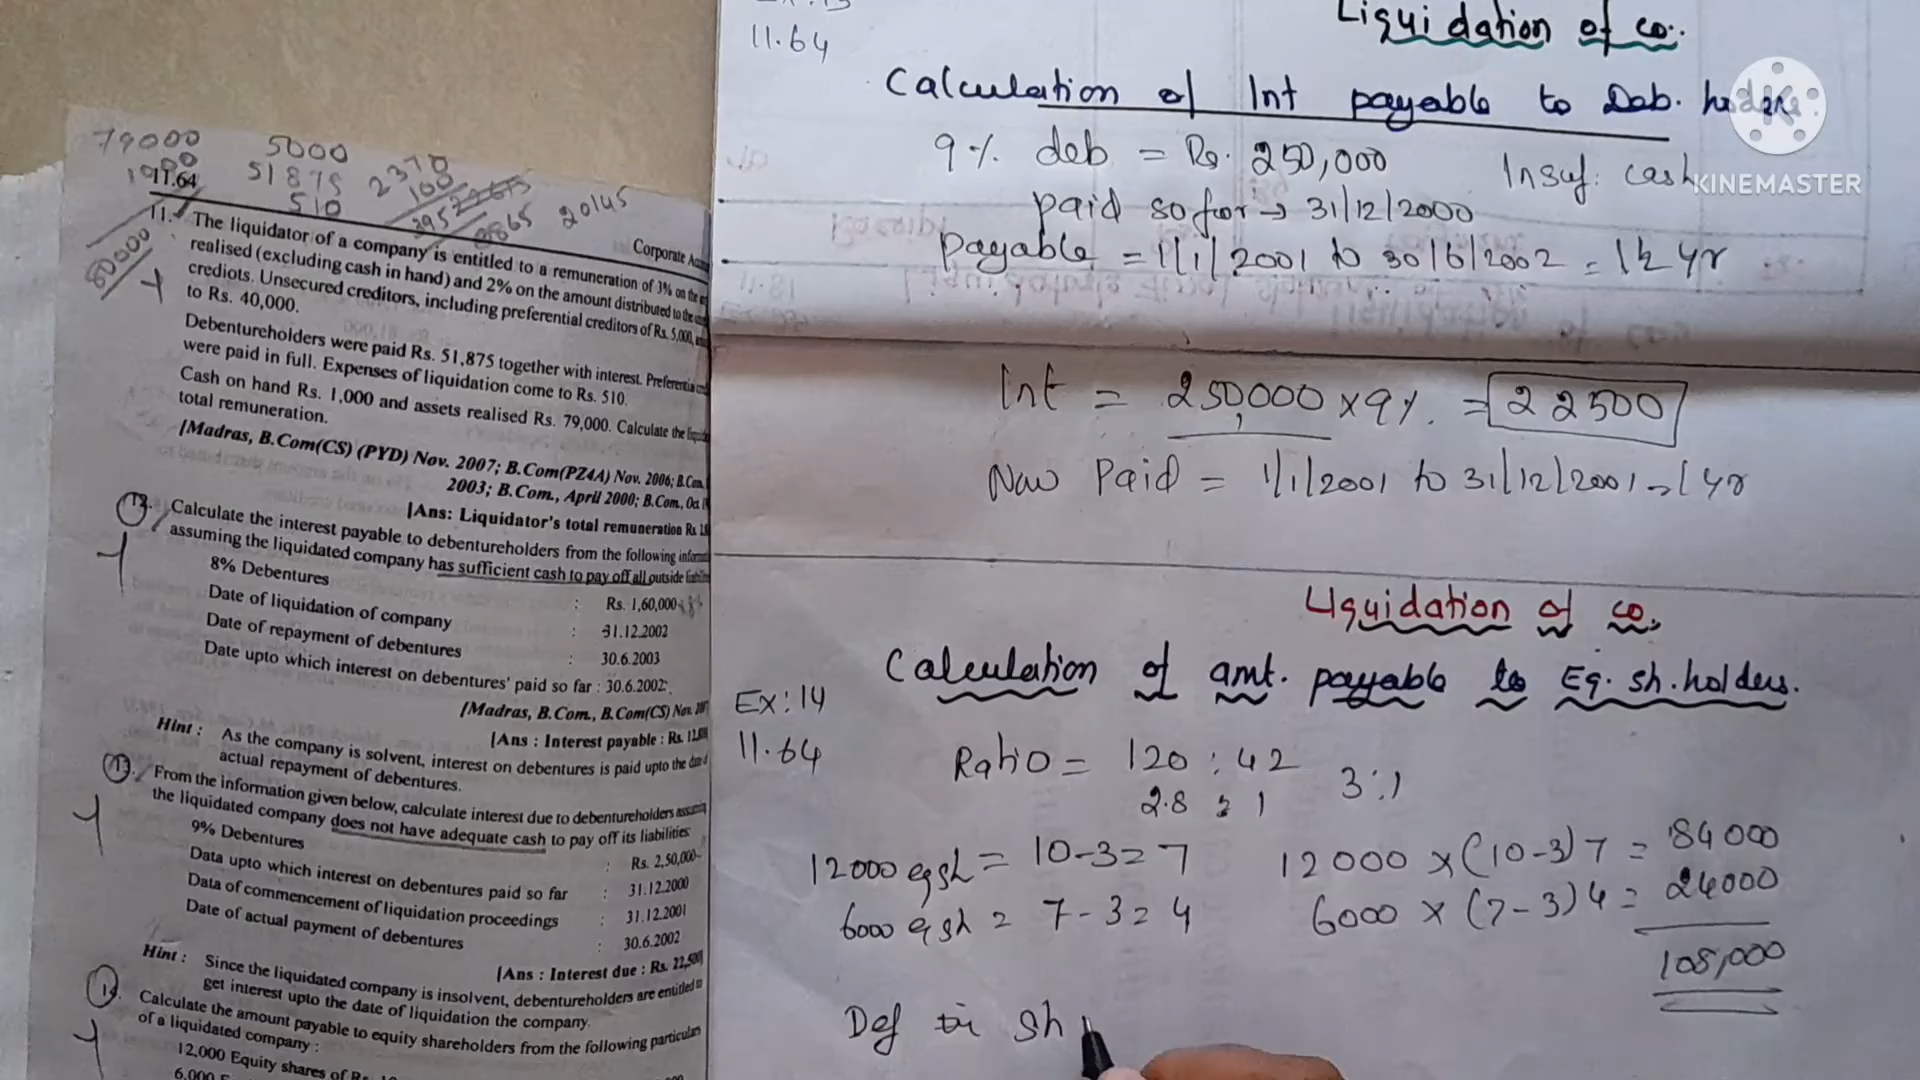 79000
1000
80000
5000
51875
510
2370
20145
11.64
Corporate Acc
11. The liquidator of a company is entitled to a remuneration of 3% on the
realised (excluding cash in hand) and 2% on the amount distributed to the
crediots. Unsecured creditors, including preferential creditors of Rs. 5,000,
to Rs. 40,000.
Debentureholders were paid Rs. 51,875 together with interest. Preferential
were paid in full. Expenses of liquidation come to Rs. 510.
Cash on hand Rs. 1,000 and assets realised Rs. 79,000. Calculate the
total remuneration.
[Madras, B.Com(CS) (PYD) Nov. 2007; B.Com(PZ4A) Nov. 2006; B.Com.
2003; B.Com., April 2000; B.Com., Oct
[Ans: Liquidator's total remuneration Rs.
12. Calculate the interest payable to debentureholders from the following
assuming the liquidated company has sufficient cash to pay off all outside
8% Debentures : Rs. 1,60,000
Date of liquidation of company : 31.12.2002
Date of repayment of debentures : 30.6.2003
Date upto which interest on debentures' paid so far : 30.6.2002
[Madras, B.Com., B.Com(CS) Nov.
[Ans : Interest payable : Rs.
Hint : As the company is solvent, interest on debentures is paid upto the date of
actual repayment of debentures.
13. From the information given below, calculate interest due to debentureholders
the liquidated company does not have adequate cash to pay off its liabilities
9% Debentures : Rs. 2,50,000
Data upto which interest on debentures paid so far : 31.12.2000
Data of commencement of liquidation proceedings : 31.12.2001
Date of actual payment of debentures : 30.6.2002
[Ans : Interest due : Rs. 22,500]
Hint : Since the liquidated company is insolvent, debentureholders are entitled to
get interest upto the date of liquidation the company.
14. Calculate the amount payable to equity shareholders from the following particulars
of a liquidated company :
12,000 Equity shares of Rs.
11.64
Liquidation of co.
Calculation of Int payable to Deb. holders.
9% deb = Rs. 250,000 Insuf: cash
KINEMASTER
paid so far → 31/12/2000
payable = 1/1/2001 to 30/6/2002 = 1½ yr
Int = 250,000 x 9% = 22500
Now Paid = 1/1/2001 to 31/12/2001 = 1 yr
Liquidation of co.
Calculation of amt. payable to Eq. sh. holders.
Ex: 14
11.64
Ratio = 120 : 42 3:1
2.8 : 1
12000 eq sh = 10-3=7 12000 x (10-3) 7 = 84000
6000 eq sh = 7-3=4 6000 x (7-3) 4 = 24000
108,000
Def in Sh